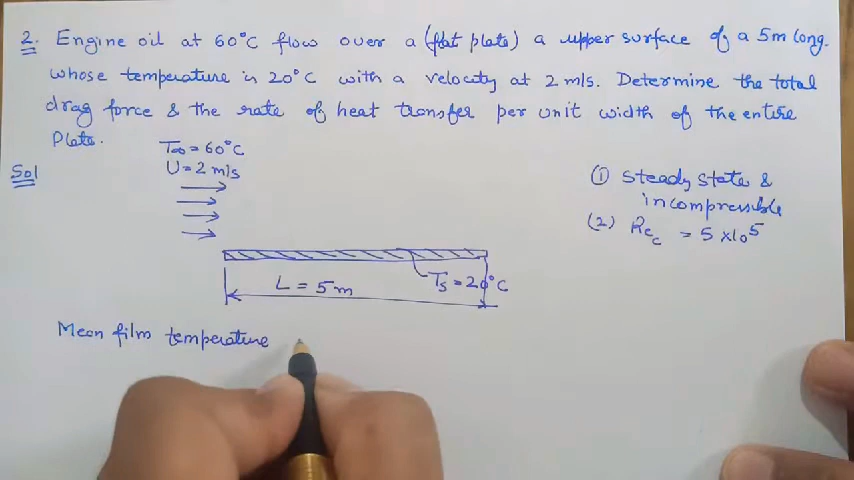 2. Engine oil at 60°C flow over a (flat plate) a upper surface of a 5m long.
whose temperature is 20°C with a velocity at 2 m/s. Determine the total
drag force & the rate of heat transfer per unit width of the entire
Plate.
Sol
T∞ = 60°C
U = 2 m/s
① Steady state &
incompressible
(2) Rec = 5 x10⁵
L = 5m
Ts = 20°C
Mean film temperature